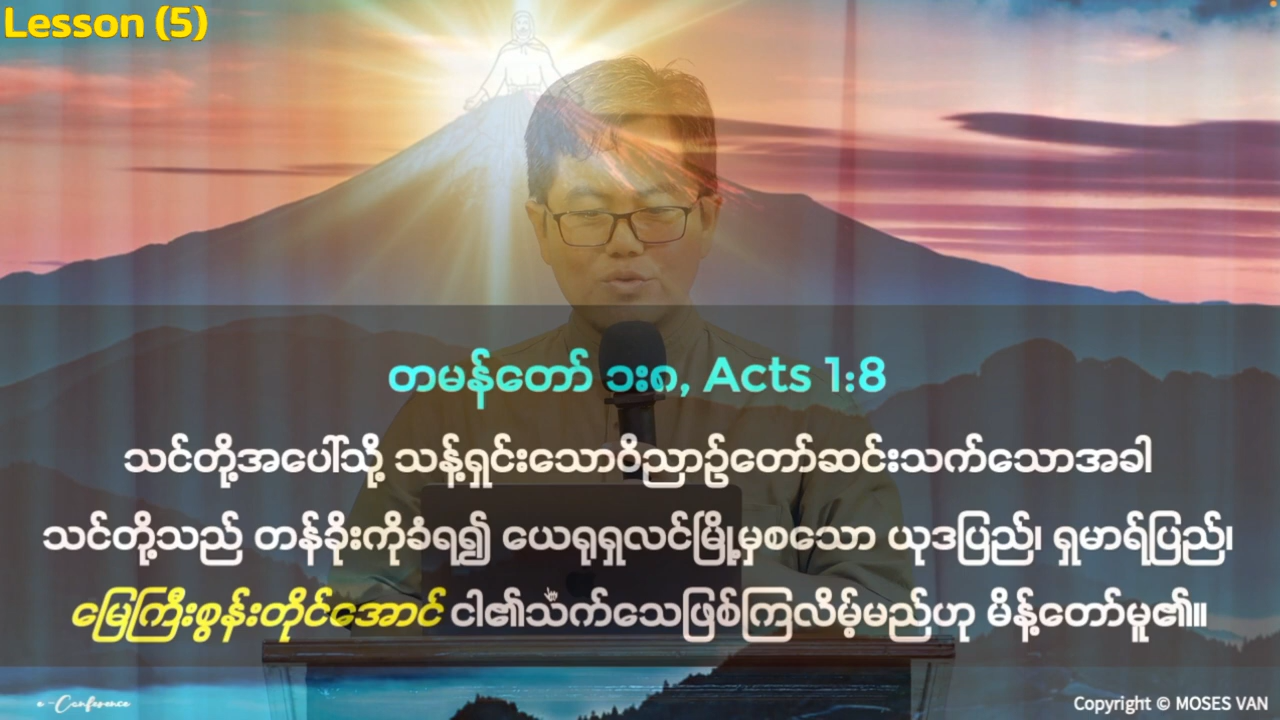 Lesson (5)
တမန်တော် ၁း၈, Acts 1:8
သင်တို့အပေါ်သို့ သန့်ရှင်းသောဝိညာဉ်တော်ဆင်းသက်သောအခါ
သင်တို့သည် တန်ခိုးကိုခံရ၍ ယေရုရှလင်မြို့မှစသော ယုဒပြည်၊ ရှမာရ်ပြည်၊
မြေကြီးစွန်းတိုင်အောင် ငါ၏သက်သေဖြစ်ကြလိမ့်မည်ဟု မိန့်တော်မူ၏။
e-Conference
Copyright © MOSES VAN